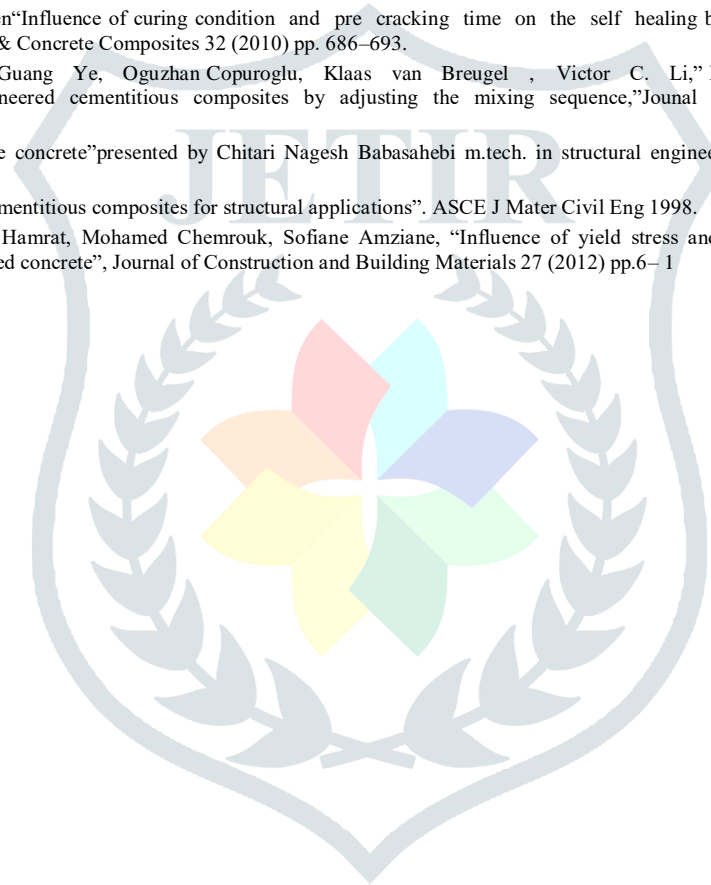 n“Influence of curing condition and pre cracking time on the self healing b
& Concrete Composites 32 (2010) pp. 686–693.
Guang Ye, Oguzhan Copuroglu, Klaas van Breugel , Victor C. Li,”
neered cementitious composites by adjusting the mixing sequence,”Jounal
e concrete”presented by Chitari Nagesh Babasahebi m.tech. in structural enginee
mentitious composites for structural applications”. ASCE J Mater Civil Eng 1998.
Hamrat, Mohamed Chemrouk, Sofiane Amziane, “Influence of yield stress and
ed concrete”, Journal of Construction and Building Materials 27 (2012) pp.6– 1
JETIR